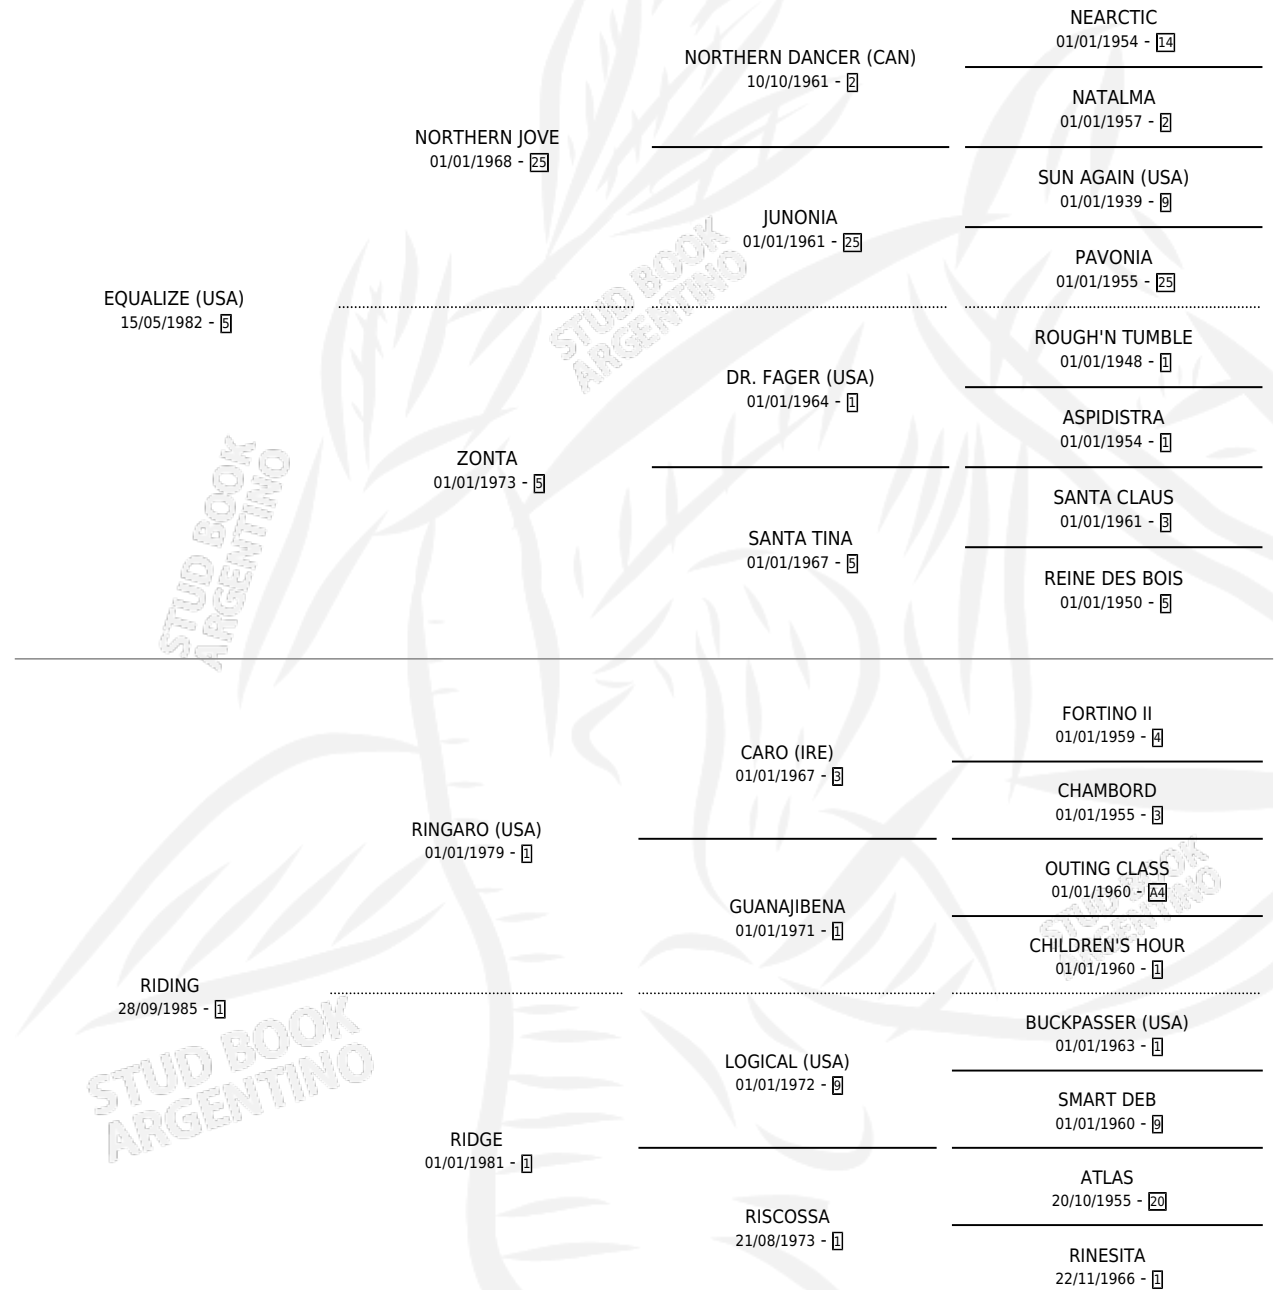 NEARCTIC
01/01/1954 - 14
NORTHERN DANCER (CAN)
10/10/1961 - 2
NATALMA
01/01/1957 - 2
NORTHERN JOVE
01/01/1968 - 25
SUN AGAIN (USA)
01/01/1939 - 9
JUNONIA
01/01/1961 - 25
PAVONIA
01/01/1955 - 25
EQUALIZE (USA)
15/05/1982 - 5
STUD BOOK
ARGENTINO
ROUGH'N TUMBLE
01/01/1948 - 1
DR. FAGER (USA)
01/01/1964 - 1
ASPIDISTRA
01/01/1954 - 1
ZONTA
01/01/1973 - 5
SANTA CLAUS
01/01/1961 - 3
SANTA TINA
01/01/1967 - 5
REINE DES BOIS
01/01/1950 - 5
STUD BOOK
ARGENTINO
FORTINO II
01/01/1959 - 4
CARO (IRE)
01/01/1967 - 3
CHAMBORD
01/01/1955 - 3
RINGARO (USA)
01/01/1979 - 1
OUTING CLASS
01/01/1960 - A4
GUANAJIBENA
01/01/1971 - 1
STUD BOOK
ARGENTINO
CHILDREN'S HOUR
01/01/1960 - 1
RIDING
28/09/1985 - 1
BUCKPASSER (USA)
01/01/1963 - 1
LOGICAL (USA)
01/01/1972 - 9
SMART DEB
01/01/1960 - 9
STUD BOOK
ARGENTINO
RIDGE
01/01/1981 - 1
ATLAS
20/10/1955 - 20
RISCOSSA
21/08/1973 - 1
RINESITA
22/11/1966 - 1